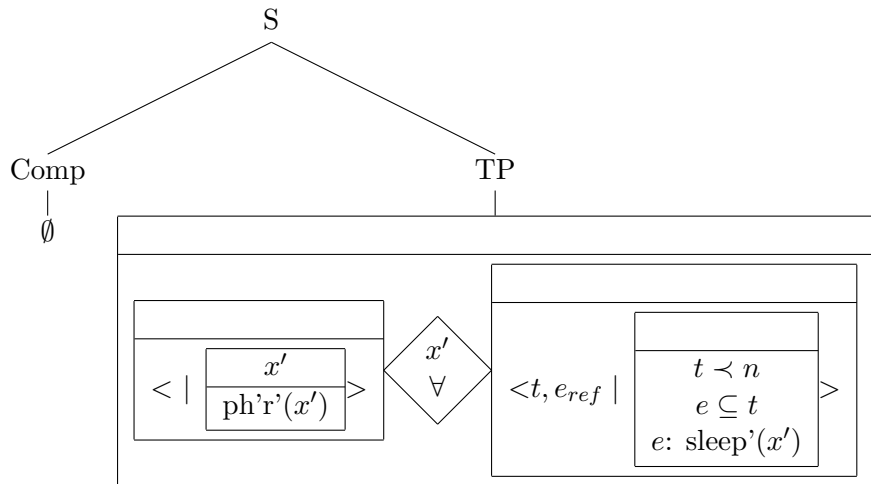 S
Comp TP
∅
x′
< | ph'r'(x′) >
x′
∀
<t, e_ref | t ≺ n >
e ⊆ t
e: sleep'(x′)